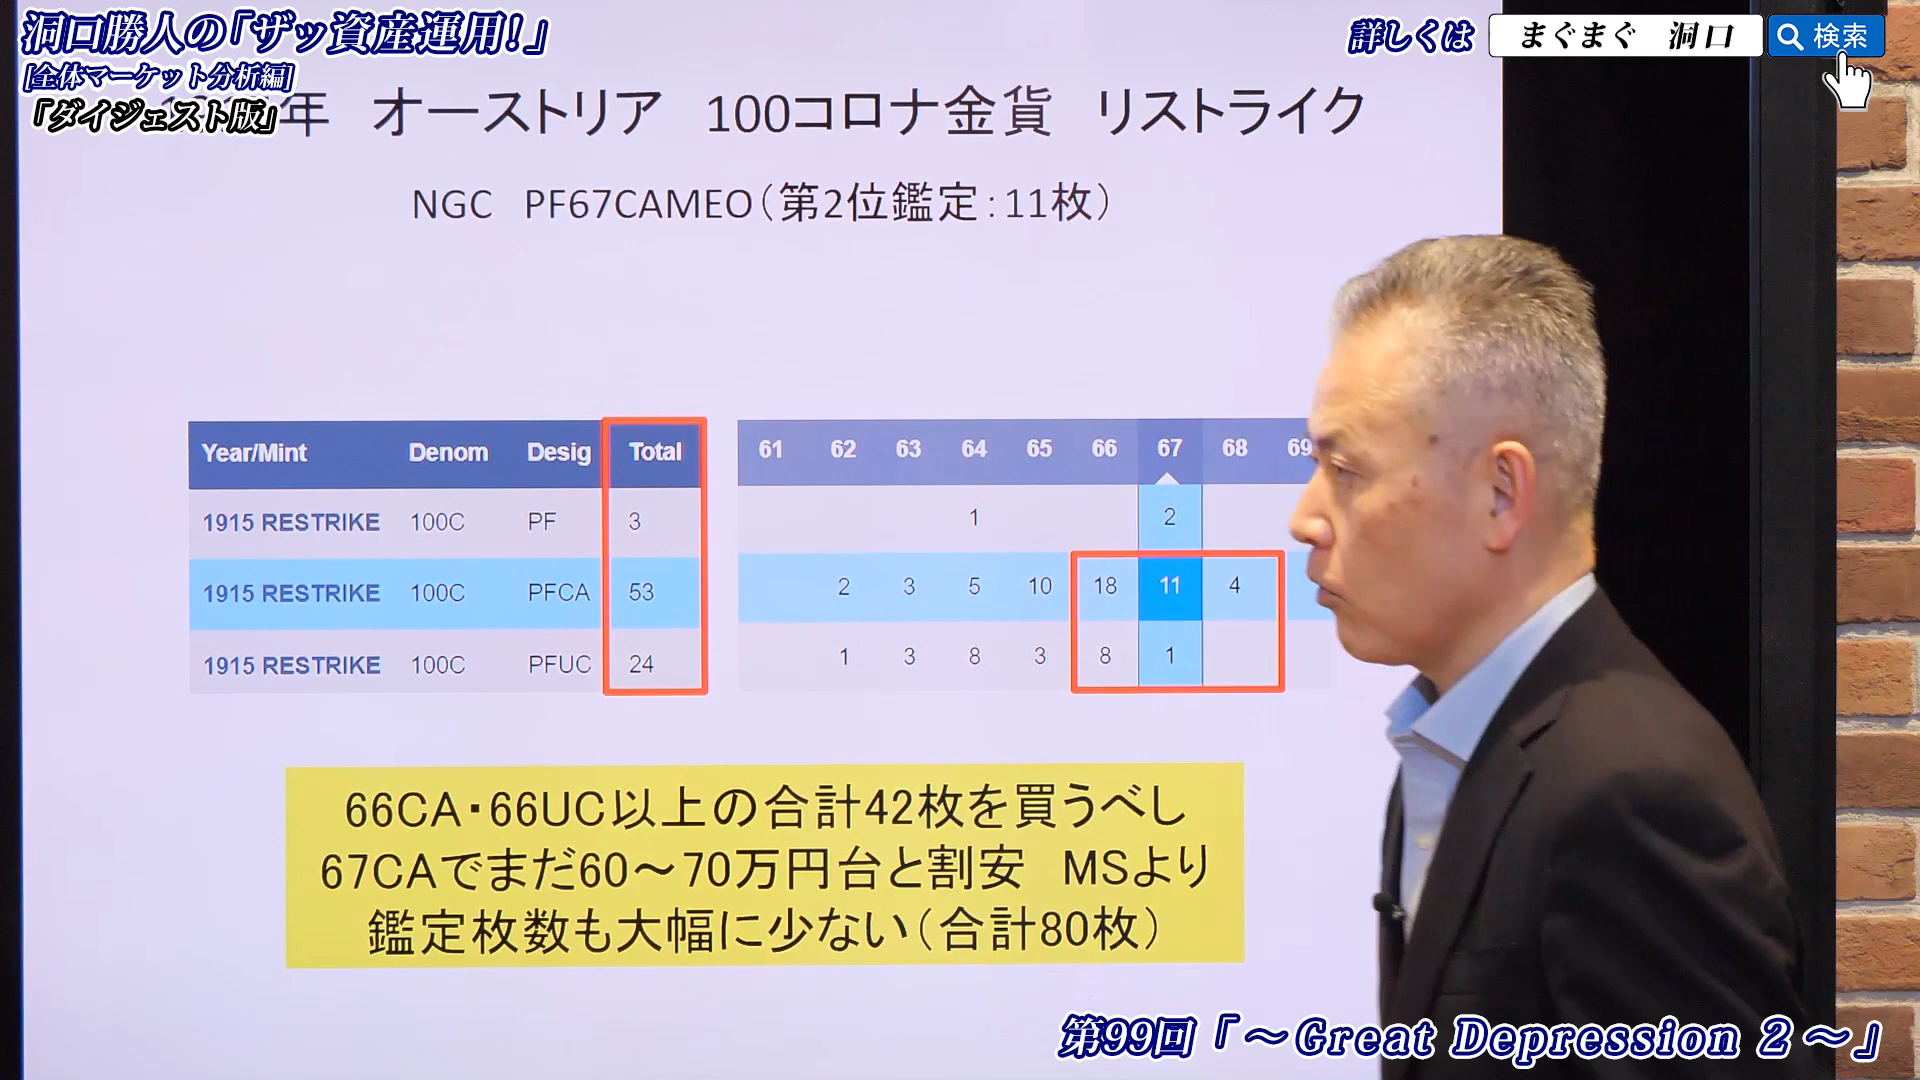 洞口勝人の「ザッ資産運用!」
[全体マーケット分析編]
「ダイジェスト版」
詳しくは まぐまぐ 洞口 検索
年 オーストリア 100コロナ金貨 リストライク
NGC PF67CAMEO(第2位鑑定:11枚)
Year/Mint Denom Desig Total 61 62 63 64 65 66 67 68 69
1915 RESTRIKE 100C PF 3 1 2
1915 RESTRIKE 100C PFCA 53 2 3 5 10 18 11 4
1915 RESTRIKE 100C PFUC 24 1 3 8 3 8 1
66CA・66UC以上の合計42枚を買うべし
67CAでまだ60～70万円台と割安 MSより
鑑定枚数も大幅に少ない(合計80枚)
第99回「～Great Depression 2～」